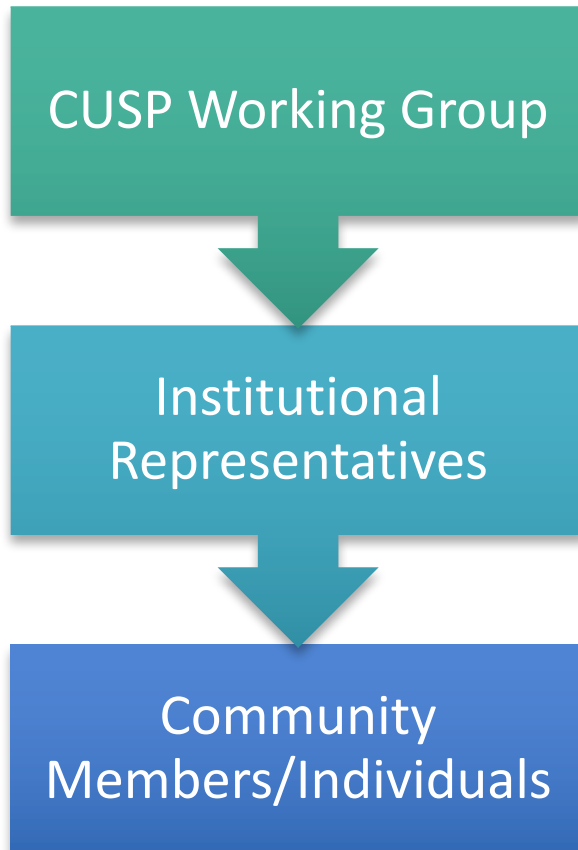 CUSP Working Group
Institutional
Representatives
Community
Members/Individuals